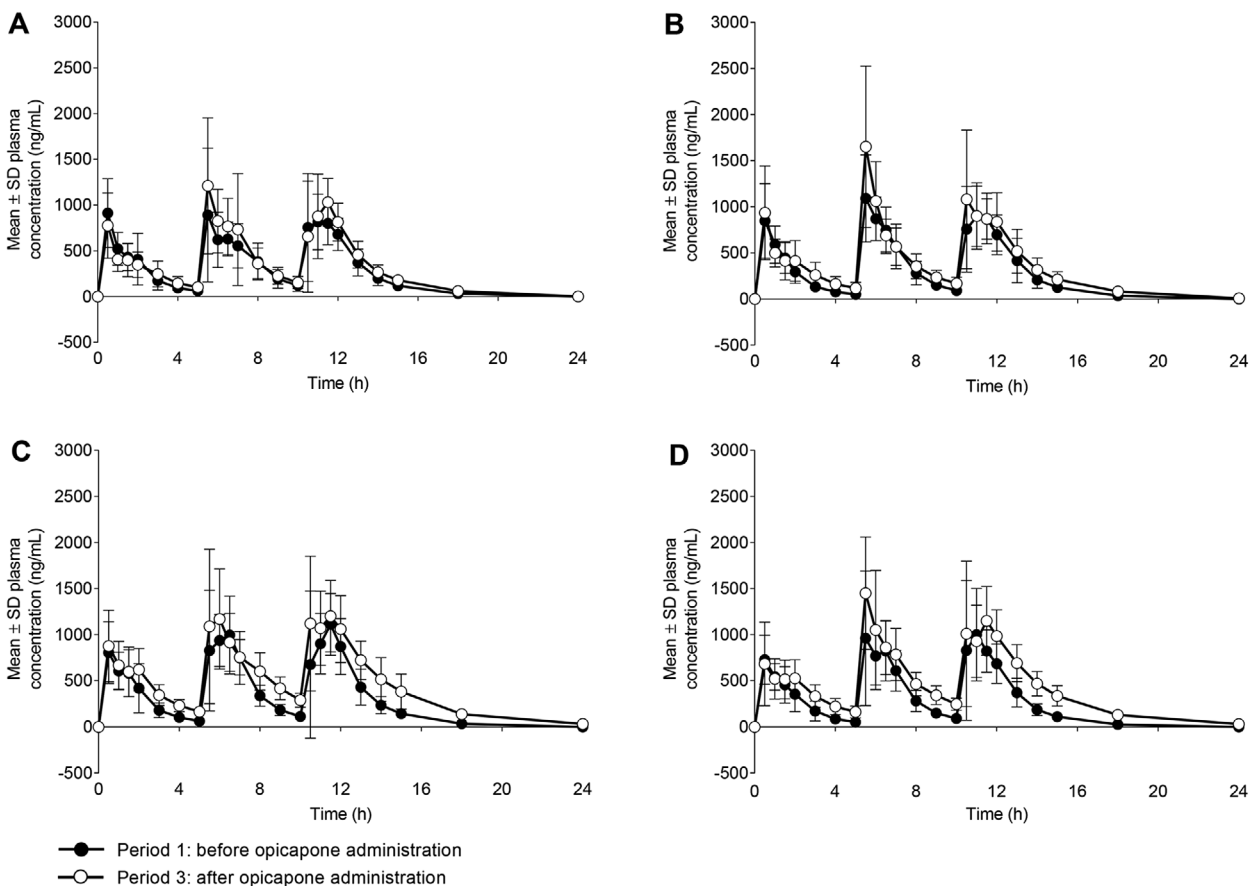 A
Mean ± SD plasma
concentration (ng/mL)
3000
2500
2000
1500
1000
500
0
-500
0 4 8 12 16 20 24
Time (h)
B
Mean ± SD plasma
concentration (ng/mL)
3000
2500
2000
1500
1000
500
0
-500
0 4 8 12 16 20 24
Time (h)
C
Mean ± SD plasma
concentration (ng/mL)
3000
2500
2000
1500
1000
500
0
-500
0 4 8 12 16 20 24
Time (h)
D
Mean ± SD plasma
concentration (ng/mL)
3000
2500
2000
1500
1000
500
0
-500
0 4 8 12 16 20 24
Time (h)
Period 1: before opicapone administration
Period 3: after opicapone administration